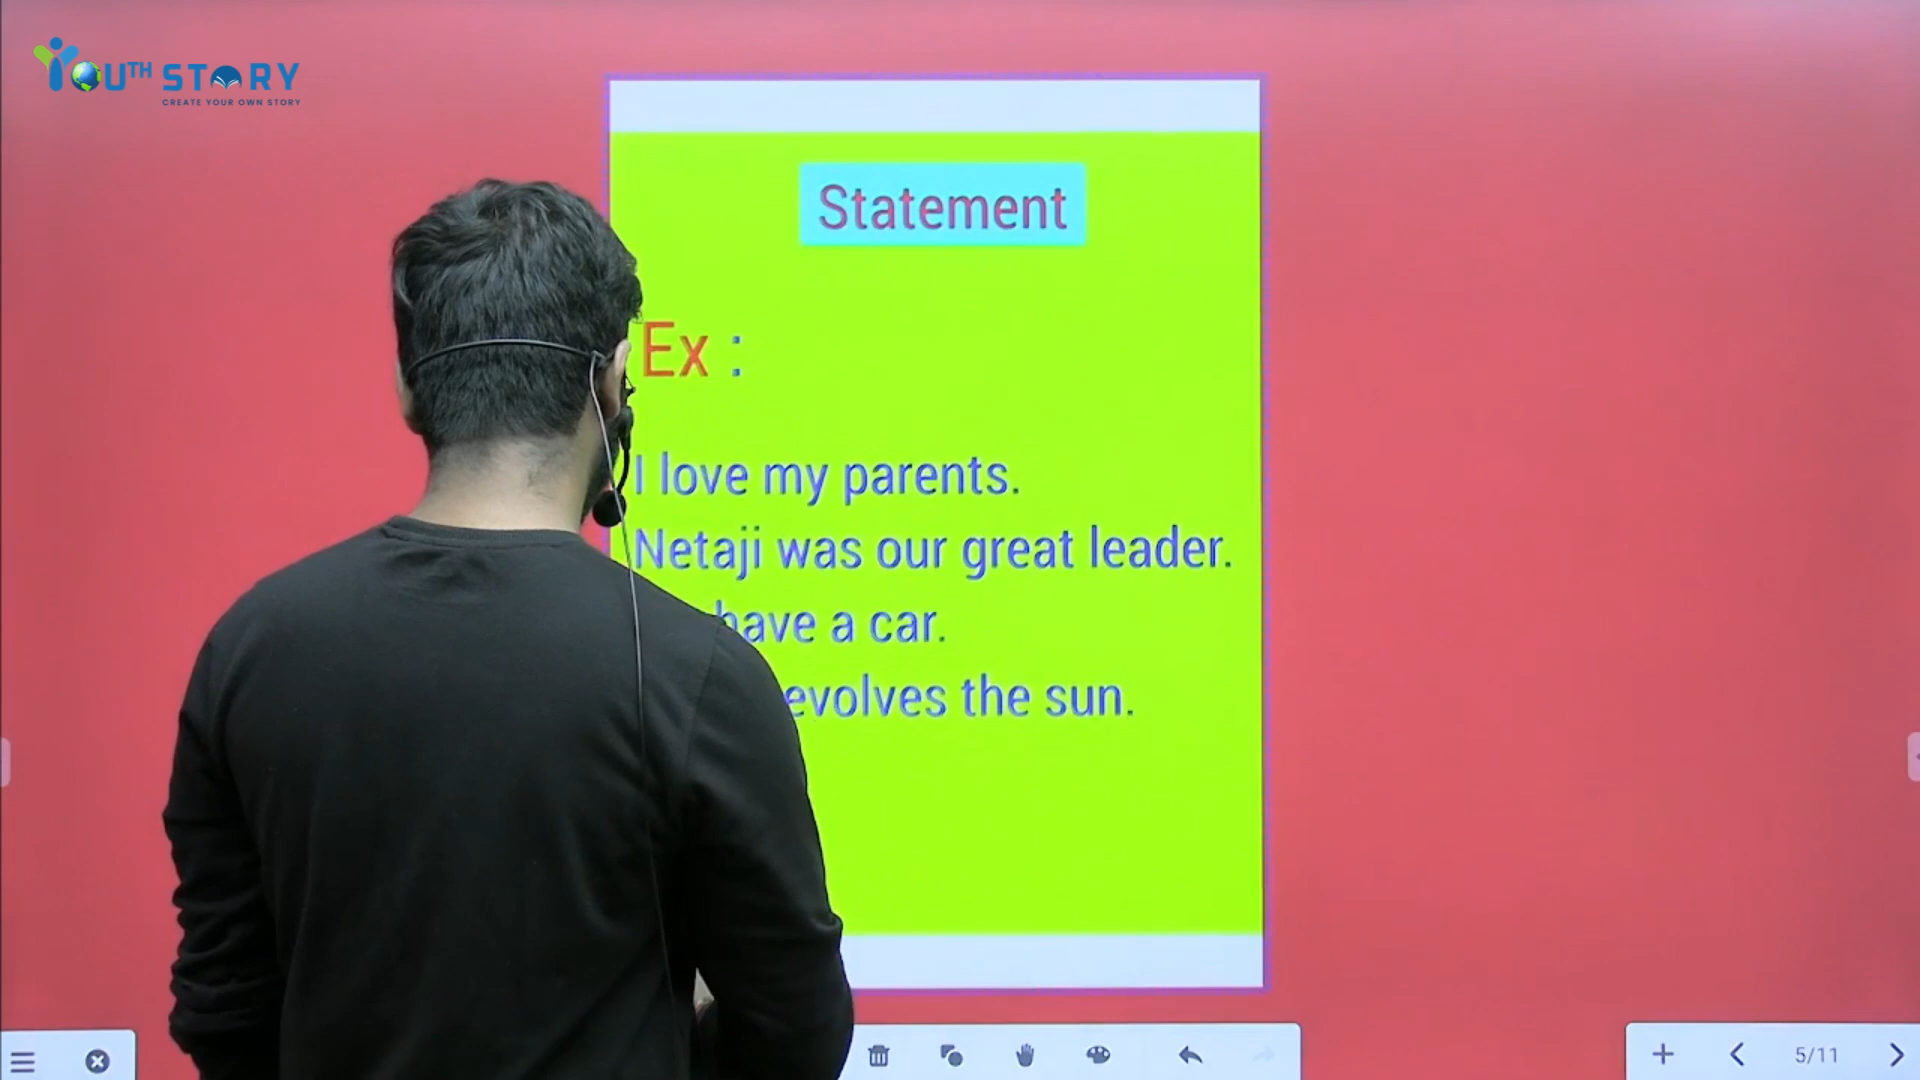 YOUTH STORY
CREATE YOUR OWN STORY
Statement
Ex :
I love my parents.
Netaji was our great leader.
have a car.
the sun.
5/11